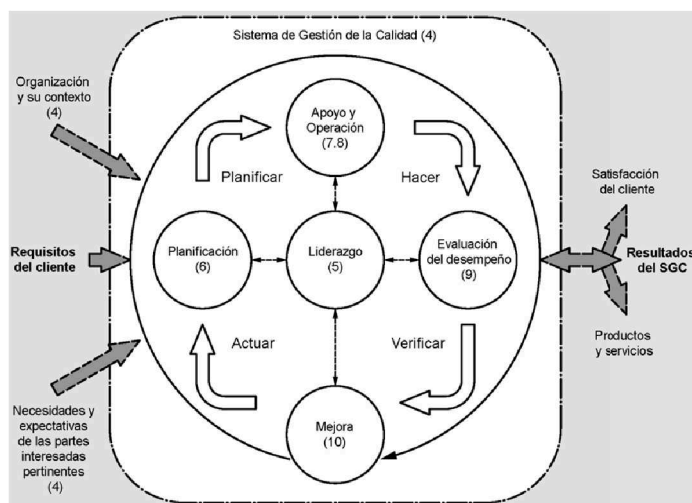 Sistema de Gestión de la Calidad (4)
Organización
y su contexto
(4)
Apoyo y
Operación
(7.8)
Planificar
Hacer
Satisfacción
del cliente
Requisitos
del cliente
Planificación
(6)
Liderazgo
(5)
Evaluación
del desempeño
(9)
Resultados
del SGC
Actuar
Verificar
Productos
y servicios
Necesidades y
expectativas
de las partes
interesadas
pertinentes
(4)
Mejora
(10)